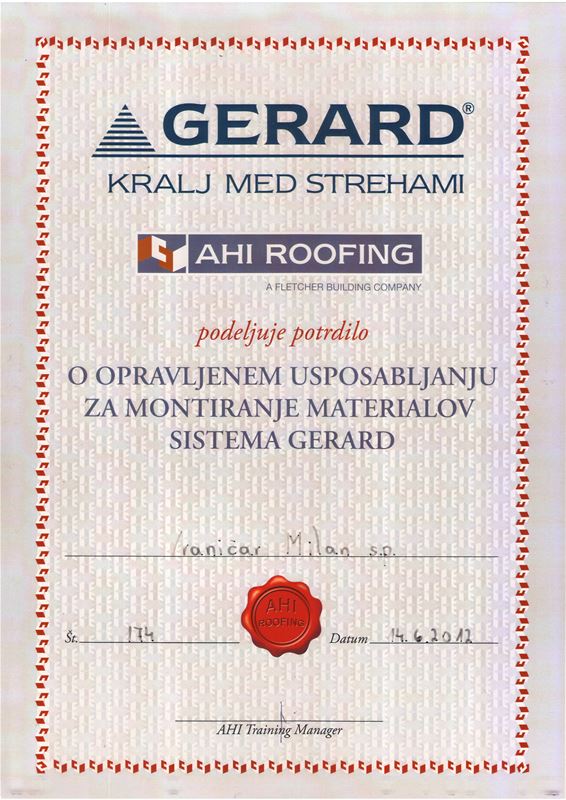 GERARD®
KRALJ MED STREHAMI
AHI ROOFING
A FLETCHER BUILDING COMPANY
podeljuje potrdilo
O OPRAVLJENEM USPOSABLJANJU
ZA MONTIRANJE MATERIALOV
SISTEMA GERARD
Milan s.p.
AHI
ROOFING
Št. 174 Datum 14.6.2012
AHI Training Manager